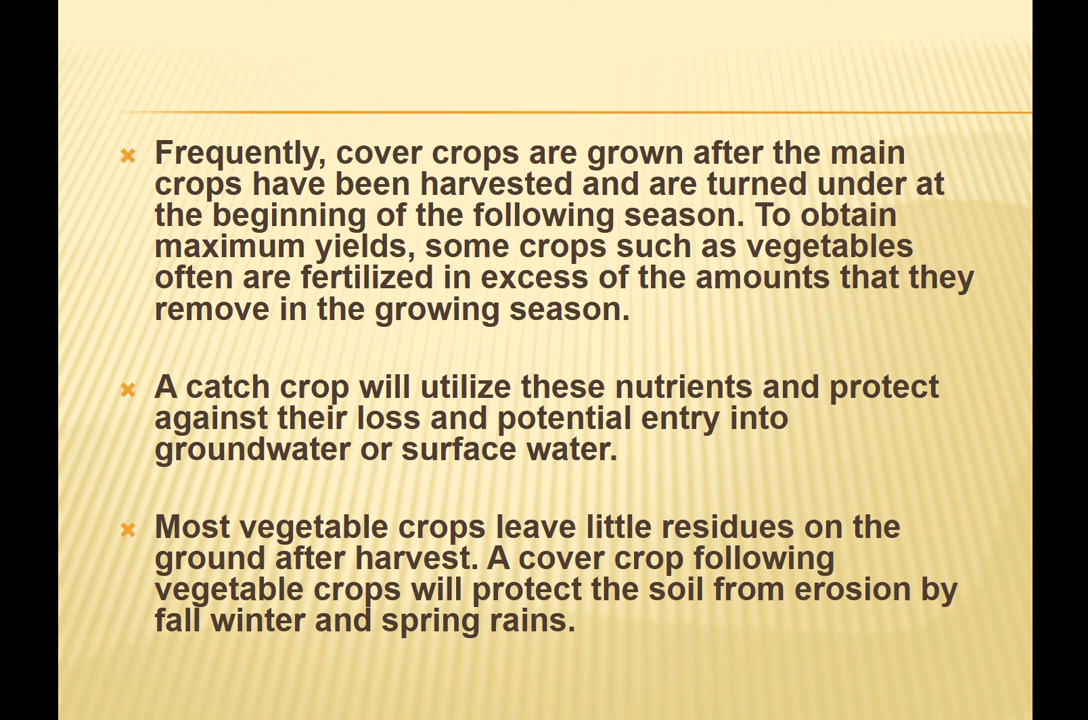 Frequently, cover crops are grown after the main
crops have been harvested and are turned under at
the beginning of the following season. To obtain
maximum yields, some crops such as vegetables
often are fertilized in excess of the amounts that they
remove in the growing season.
A catch crop will utilize these nutrients and protect
against their loss and potential entry into
groundwater or surface water.
Most vegetable crops leave little residues on the
ground after harvest. A cover crop following
vegetable crops will protect the soil from erosion by
fall winter and spring rains.